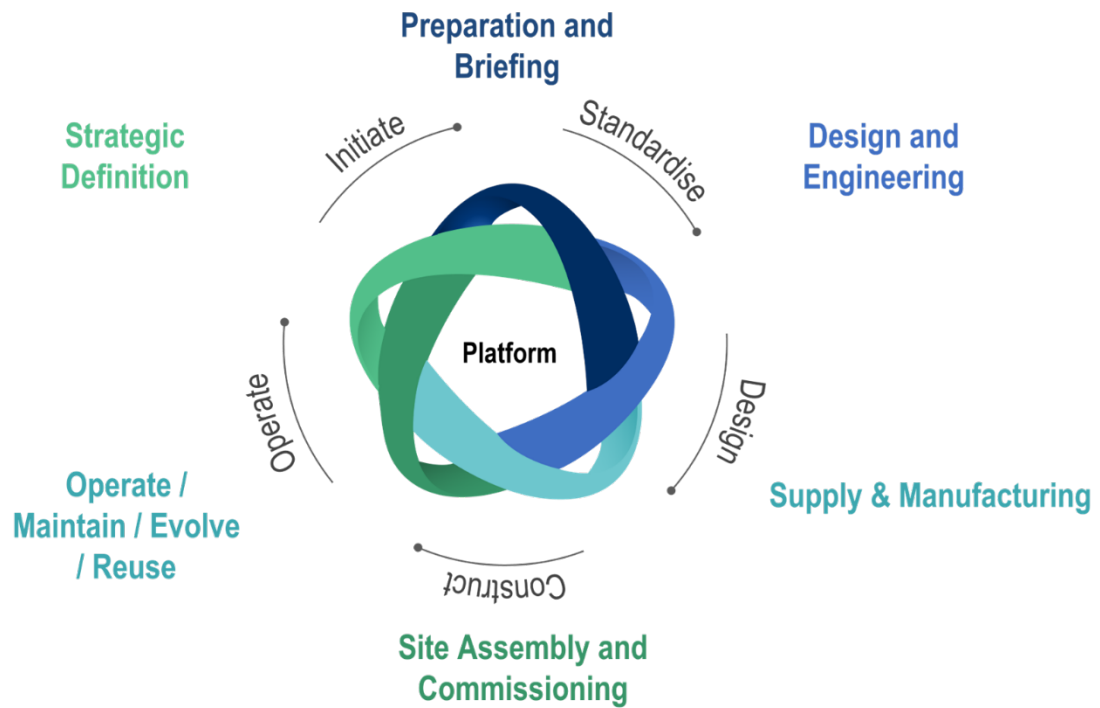 Preparation and
Briefing
Initiate
Standardise
Strategic
Definition
Design and
Engineering
Platform
Operate
Design
Operate /
Maintain / Evolve
/ Reuse
Supply & Manufacturing
Construct
Site Assembly and
Commissioning